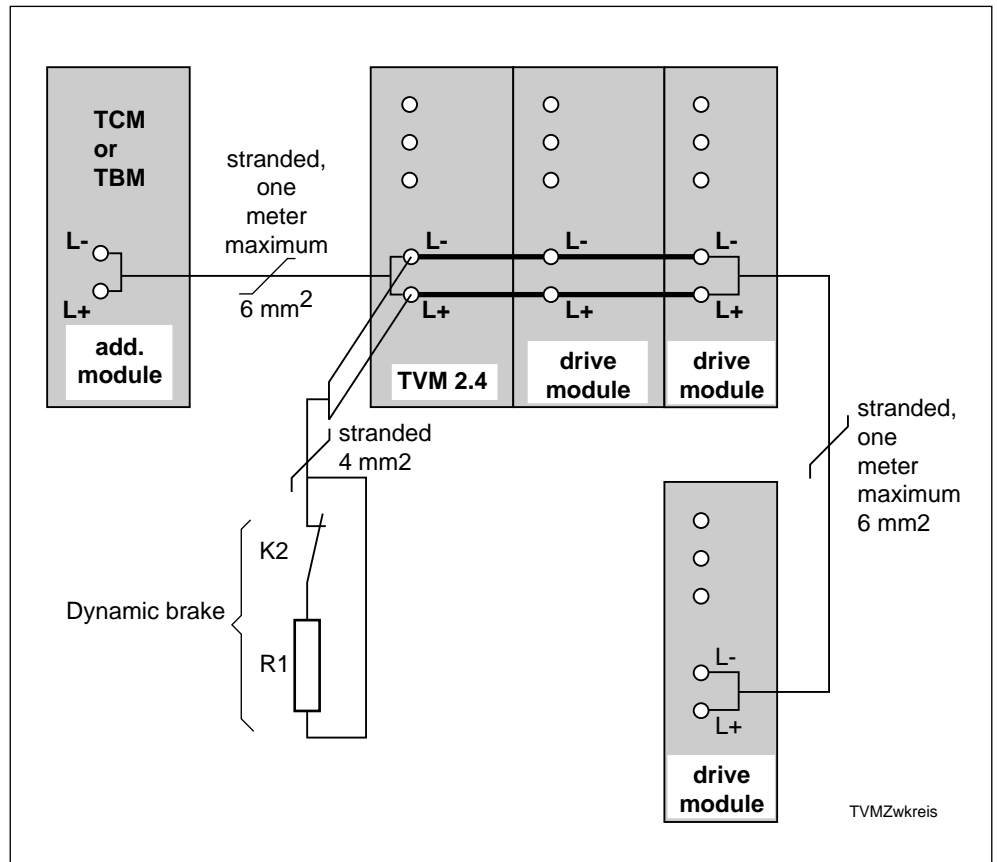 TCM
or
TBM
L-
L+
add.
module
stranded,
one
meter
maximum
6 mm2
L-
L+
TVM 2.4
L-
L+
drive
module
L-
L+
drive
module
stranded
4 mm2
Dynamic brake
K2
R1
stranded,
one
meter
maximum
6 mm2
L-
L+
drive
module
TVMZwkreis